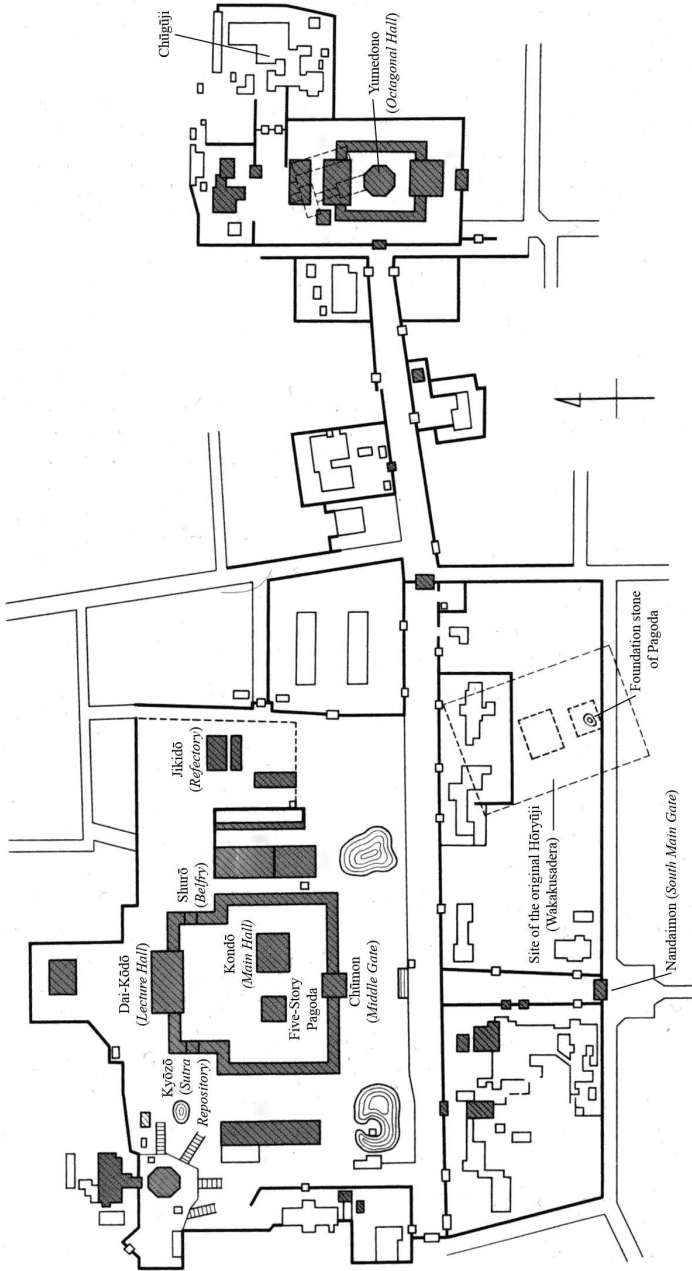 Chūgūji
Yumedono
(Octagonal Hall)
Jikidō
(Refectory)
Shurō
(Belfry)
Dai-Kōdō
(Lecture Hall)
Kyōzō
(Sutra
Repository)
Kondō
(Main Hall)
Five-Story
Pagoda
Chūmon
(Middle Gate)
Foundation stone
of Pagoda
Site of the original Hōryūji
(Wakakusadera)
Nandaimon (South Main Gate)